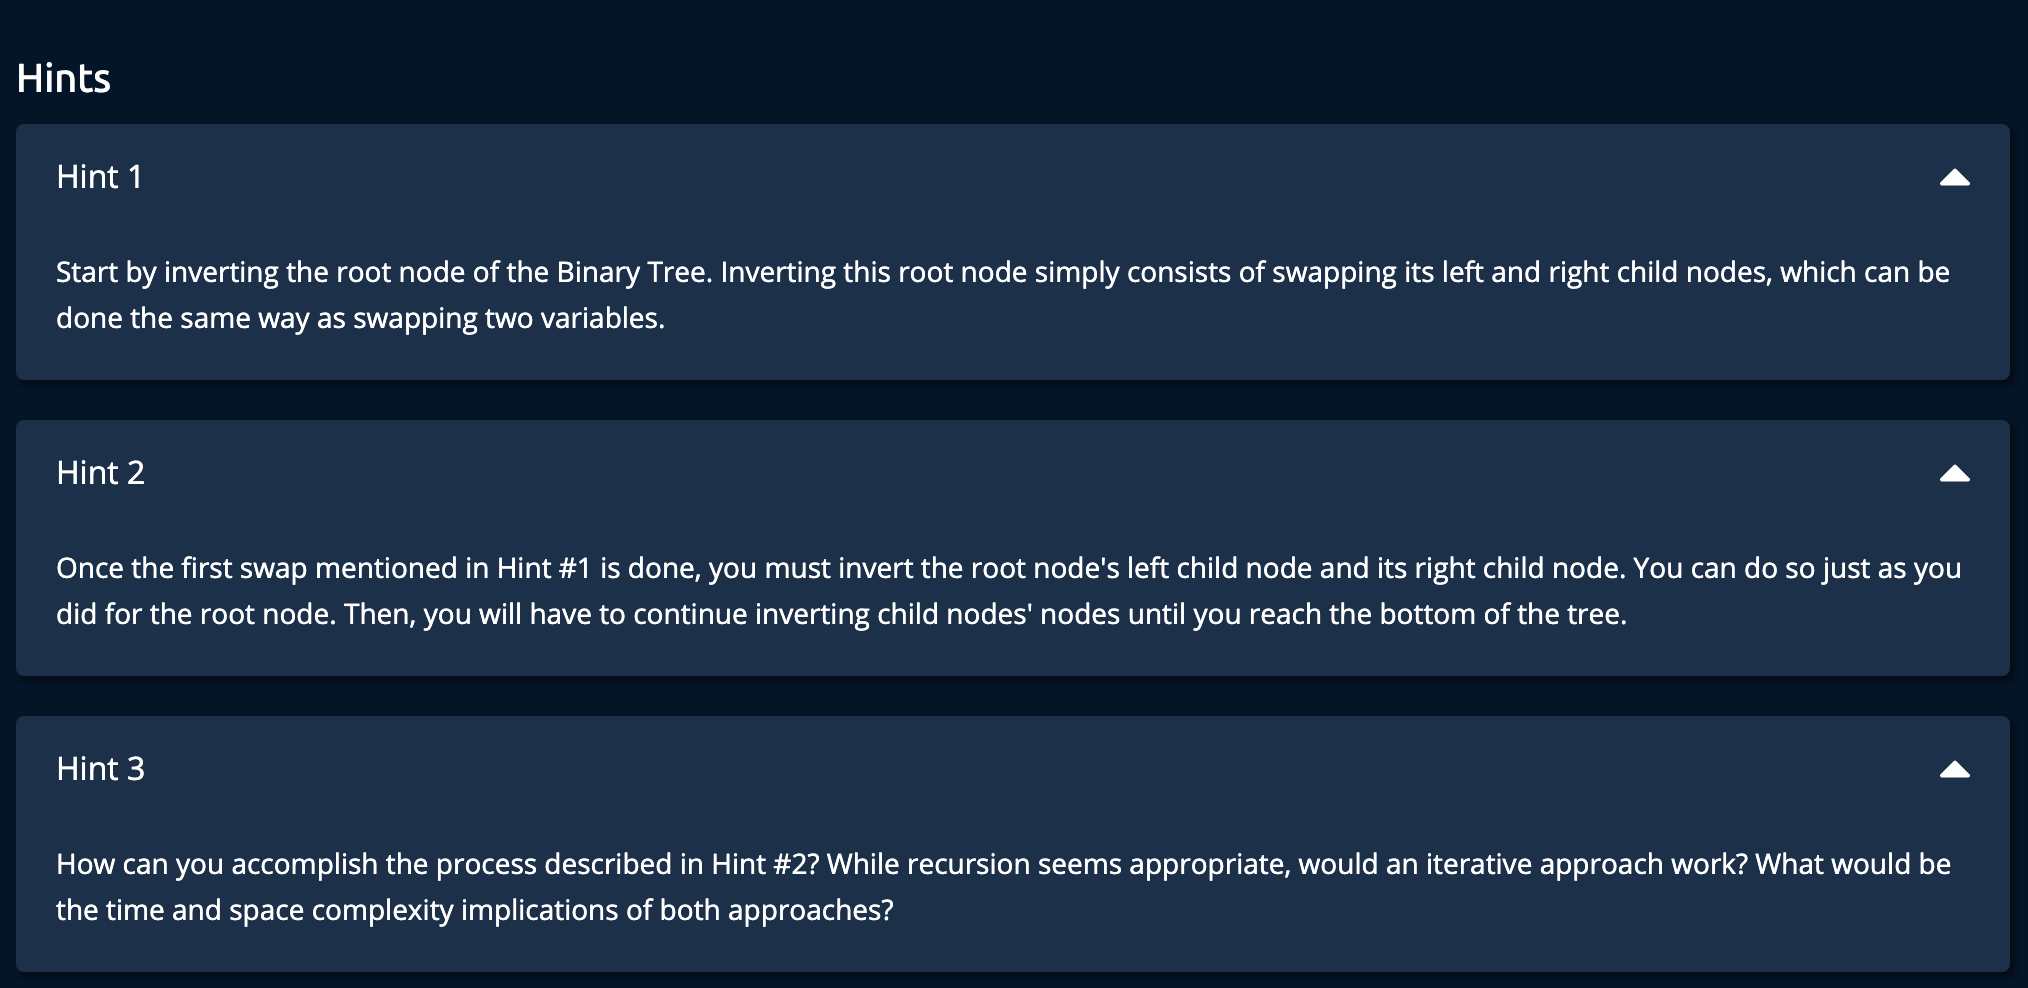 Hints
Hint 1
Start by inverting the root node of the Binary Tree. Inverting this root node simply consists of swapping its left and right child nodes, which can be
done the same way as swapping two variables.
Hint 2
Once the first swap mentioned in Hint #1 is done, you must invert the root node's left child node and its right child node. You can do so just as you
did for the root node. Then, you will have to continue inverting child nodes' nodes until you reach the bottom of the tree.
Hint 3
How can you accomplish the process described in Hint #2? While recursion seems appropriate, would an iterative approach work? What would be
the time and space complexity implications of both approaches?